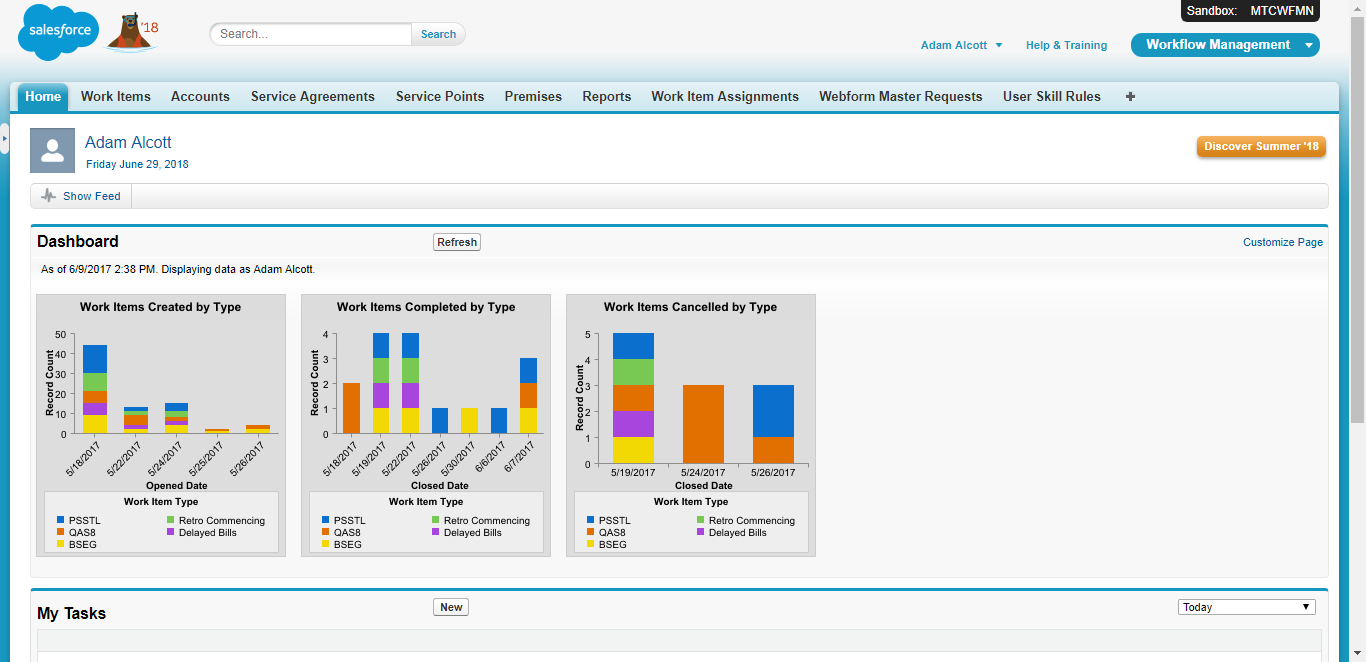 Sandbox: MTCWFMN
salesforce
'18
Search...
Search
Adam Alcott
Help & Training
Workflow Management
Home
Work Items
Accounts
Service Agreements
Service Points
Premises
Reports
Work Item Assignments
Webform Master Requests
User Skill Rules
Adam Alcott
Friday June 29, 2018
Discover Summer '18
Show Feed
Dashboard
Refresh
Customize Page
As of 6/9/2017 2:38 PM. Displaying data as Adam Alcott.
Work Items Created by Type
Record Count
50
40
30
20
10
0
5/18/2017
5/22/2017
5/24/2017
5/25/2017
5/26/2017
Opened Date
Work Item Type
PSSTL
Retro Commencing
QAS8
Delayed Bills
BSEG
Work Items Completed by Type
Record Count
4
3
2
1
0
5/18/2017
5/19/2017
5/22/2017
5/26/2017
5/30/2017
6/6/2017
6/7/2017
Closed Date
Work Item Type
PSSTL
Retro Commencing
QAS8
Delayed Bills
BSEG
Work Items Cancelled by Type
Record Count
5
4
3
2
1
0
5/19/2017
5/24/2017
5/26/2017
Closed Date
Work Item Type
PSSTL
Retro Commencing
QAS8
Delayed Bills
BSEG
My Tasks
New
Today